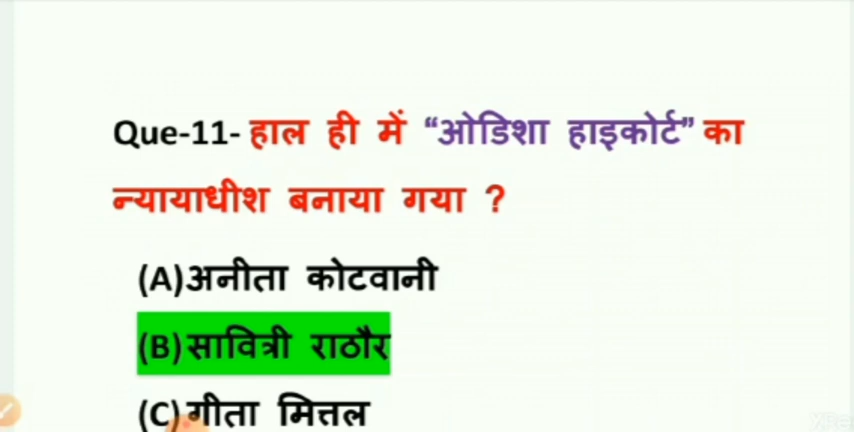 Que-11- हाल ही में “ओडिशा हाइकोर्ट” का
न्यायाधीश बनाया गया ?
(A)अनीता कोटवानी
(B)सावित्री राठौर
(C)गीता मित्तल